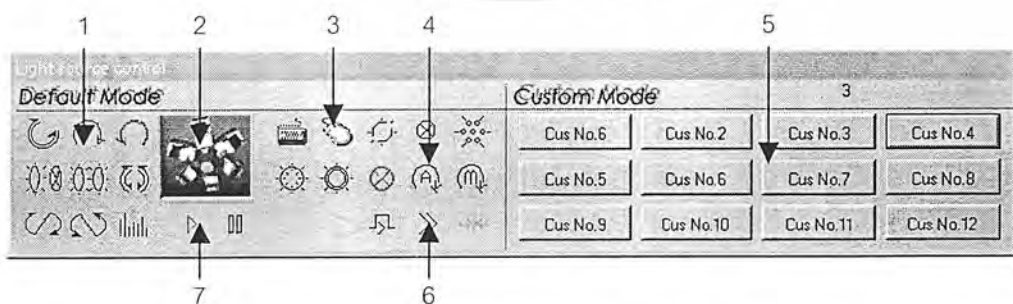 1 2 3 4 5
Light source control
Default Mode Custom Mode 3
Cus No.6 Cus No.2 Cus No.3 Cus No.4
A m
Cus No.5 Cus No.6 Cus No.7 Cus No.8
Cus No.9 Cus No.10 Cus No.11 Cus No.12
7 6